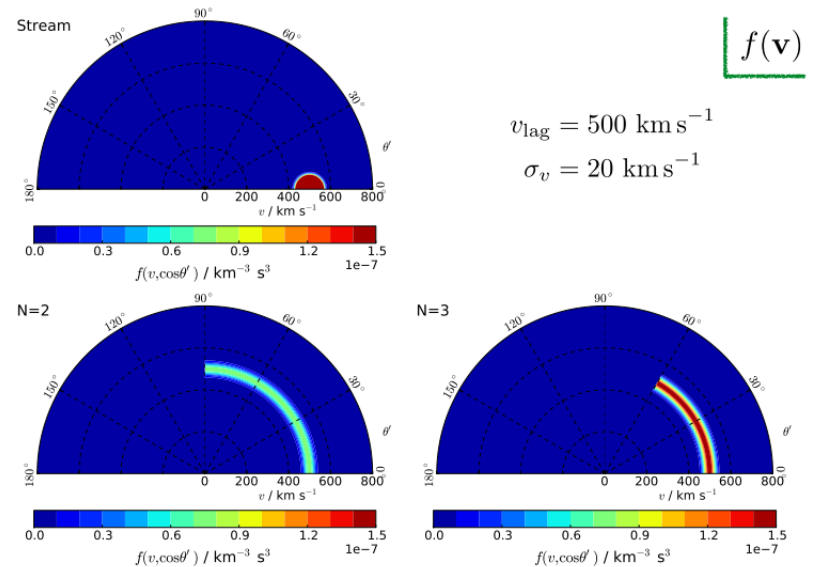 Stream
f(v)
v_lag = 500 km s⁻¹
σ_v = 20 km s⁻¹
90°
120°
60°
150°
30°
180°
0
θ′
0 200 400 600 800
v / km s⁻¹
0.0 0.3 0.6 0.9 1.2 1.5
1e-7
f(v,cosθ′) / km⁻³ s³
N=2
90°
120°
60°
150°
30°
180°
0
θ′
0 200 400 600 800
v / km s⁻¹
0.0 0.3 0.6 0.9 1.2 1.5
1e-7
f(v,cosθ′) / km⁻³ s³
N=3
90°
120°
60°
150°
30°
180°
0
θ′
0 200 400 600 800
v / km s⁻¹
0.0 0.3 0.6 0.9 1.2 1.5
1e-7
f(v,cosθ′) / km⁻³ s³